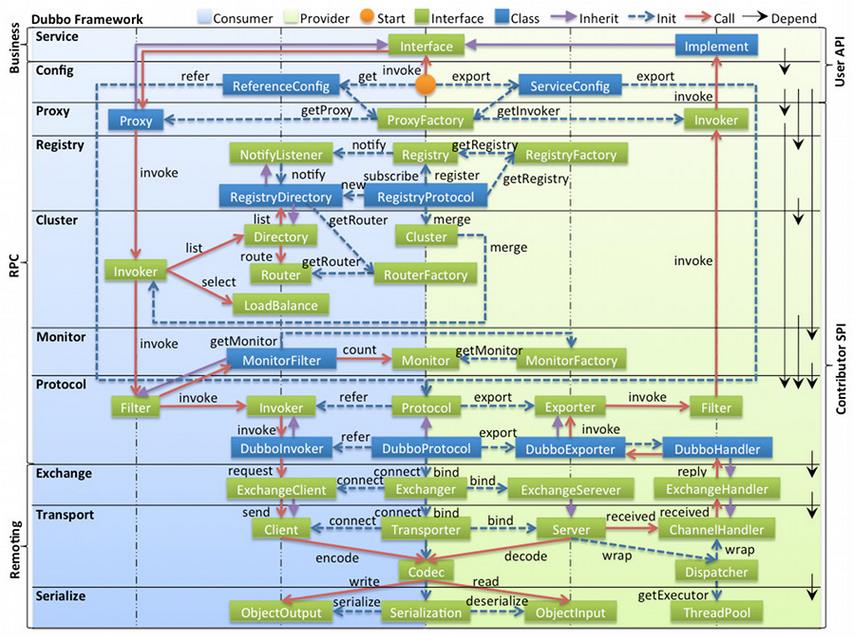 Dubbo Framework Consumer Provider Start Interface Class Inherit Init Call Depend
Business
Service
Interface
Implement
User API
Config
refer
ReferenceConfig
get
invoke
export
ServiceConfig
export
invoke
Proxy
Proxy
getProxy
ProxyFactory
getInvoker
Invoker
RPC
Registry
NotifyListener
notify
Registry
getRegistry
RegistryFactory
invoke
notify
subscribe
register
getRegistry
new
RegistryDirectory
RegistryProtocol
Cluster
list
getRouter
merge
Directory
Cluster
list
merge
route
getRouter
invoke
Invoker
Router
RouterFactory
select
LoadBalance
Contributor SPI
Monitor
invoke
getMonitor
MonitorFilter
count
Monitor
getMonitor
MonitorFactory
Protocol
Filter
invoke
Invoker
refer
Protocol
export
Exporter
invoke
Filter
invoke
refer
export
invoke
DubboInvoker
DubboProtocol
DubboExporter
DubboHandler
Remoting
Exchange
request
connect
bind
reply
ExchangeClient
connect
Exchanger
bind
ExchangeSerever
ExchangeHandler
Transport
send
connect
bind
received
Client
connect
Transporter
bind
Server
received
ChannelHandler
encode
decode
wrap
wrap
Codec
Dispatcher
write
read
getExecutor
Serialize
ObjectOutput
serialize
Serialization
deserialize
ObjectInput
ThreadPool